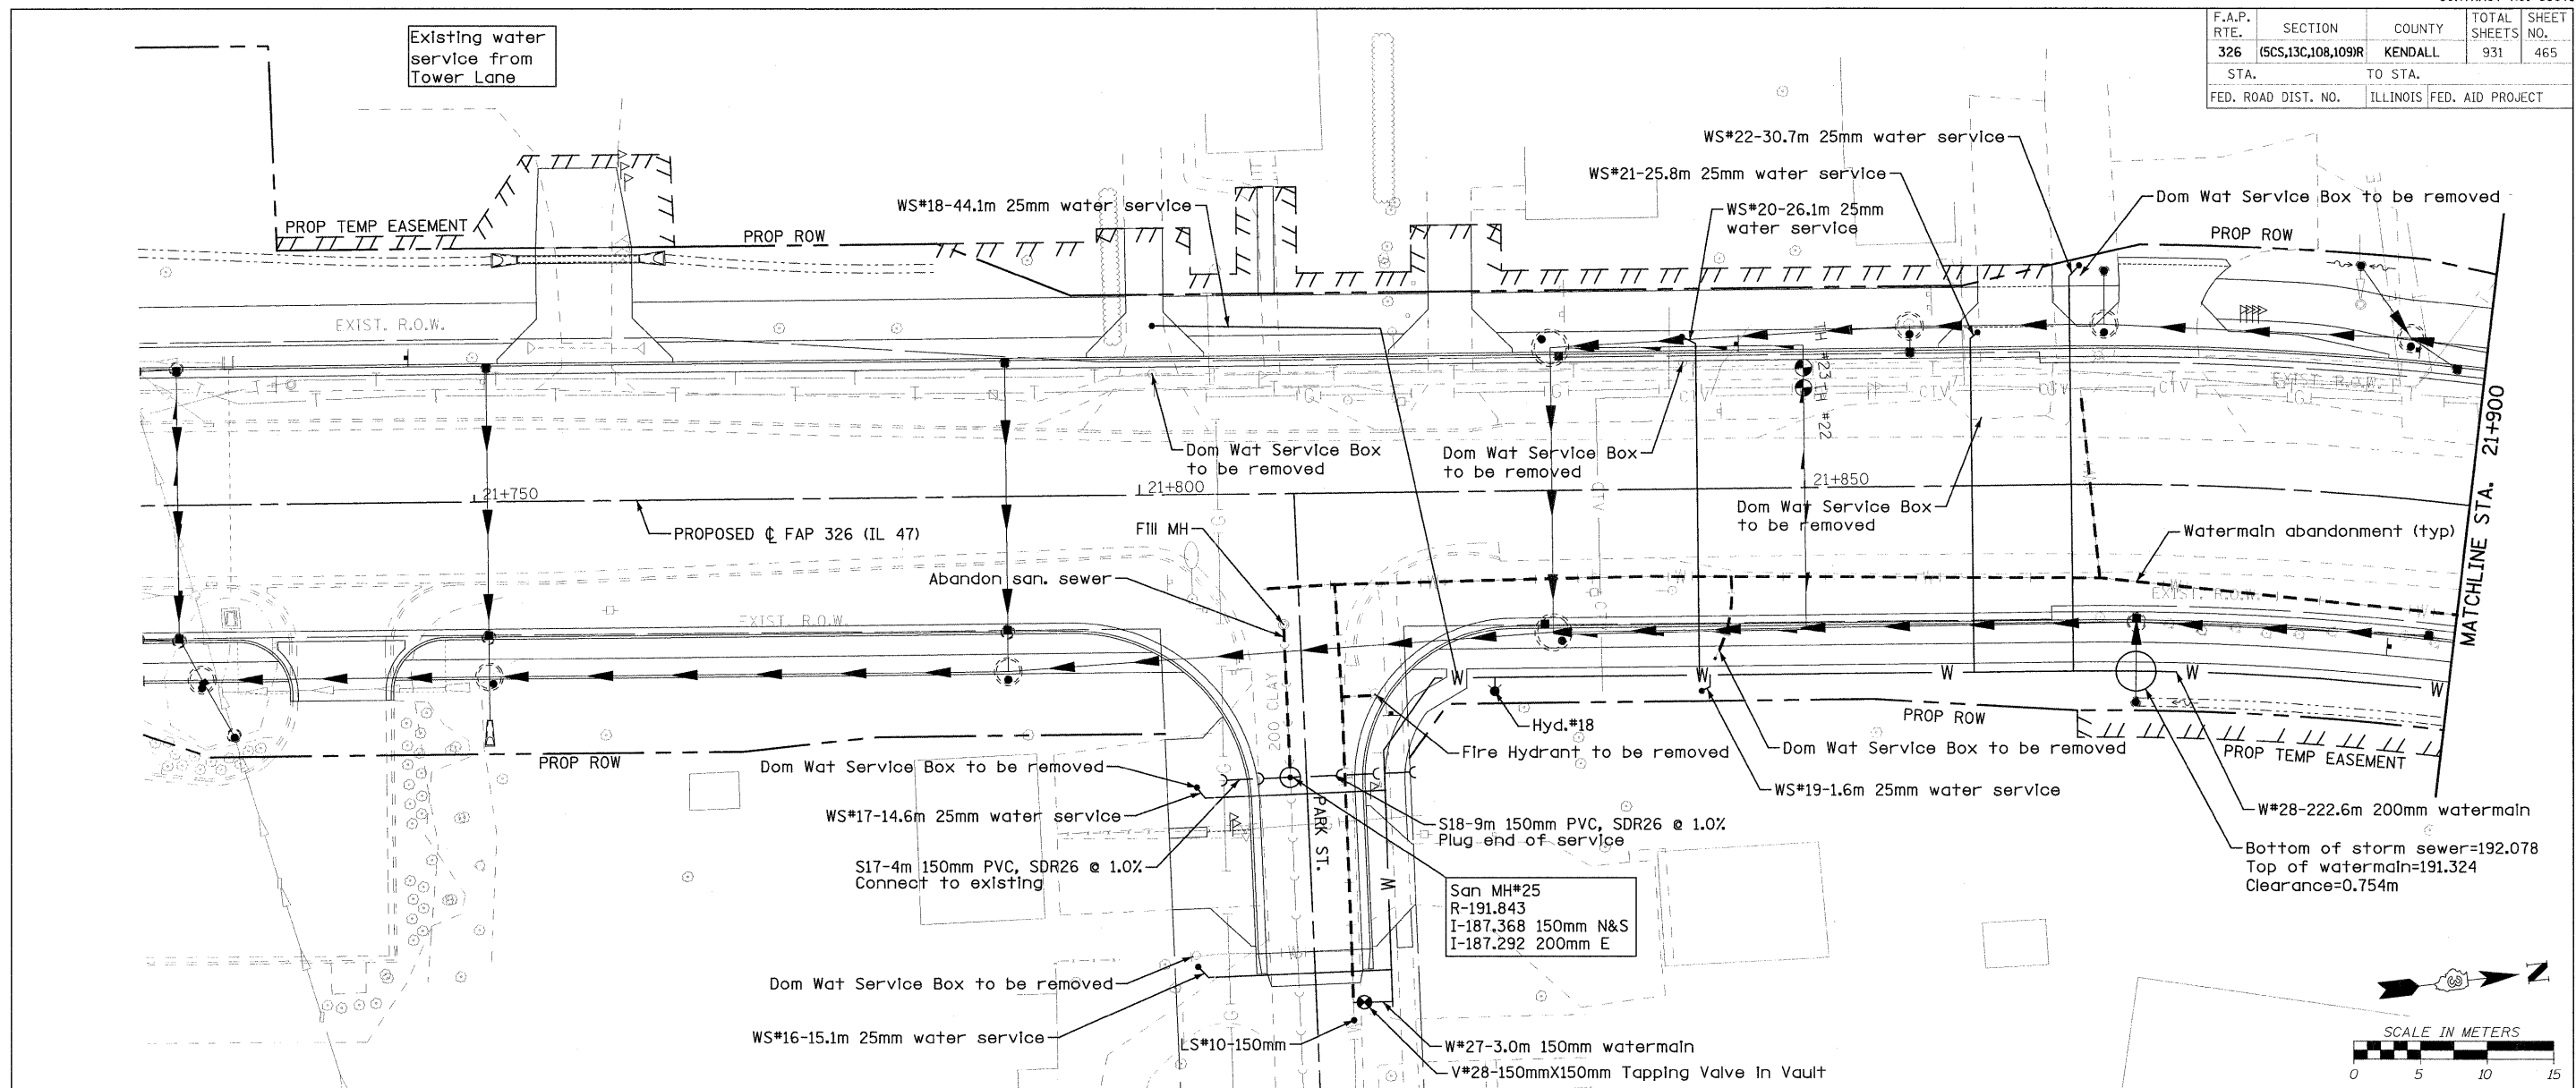 F.A.P. RTE. SECTION COUNTY TOTAL SHEETS SHEET NO.
326 (5CS,13C,108,109)R KENDALL 931 465
STA. TO STA.
FED. ROAD DIST. NO. ILLINOIS FED. AID PROJECT
Existing water
service from
Tower Lane
WS#22-30.7m 25mm water service
WS#21-25.8m 25mm water service
Dom Wat Service Box to be removed
WS#18-44.1m 25mm water service
WS#20-26.1m 25mm
water service
PROP TEMP EASEMENT
PROP ROW
PROP ROW
EXIST. R.O.W.
TH #23
TH #22
CTV
CTV
CTV
CTV
EXIST. R.O.W.
G
G
G
MATCHLINE STA. 21+900
Dom Wat Service Box
to be removed
Dom Wat Service Box
to be removed
Dom Wat Service Box
to be removed
21+750
21+800
21+850
PROPOSED ℄ FAP 326 (IL 47)
Fill MH
Abandon san. sewer
Watermain abandonment (typ)
EXIST. R.O.W.
EXIST. R.O.W.
200 CLAY
W
W
W
W
W
Hyd.#18
PROP ROW
PROP ROW
Fire Hydrant to be removed
Dom Wat Service Box to be removed
PROP TEMP EASEMENT
Dom Wat Service Box to be removed
WS#19-1.6m 25mm water service
WS#17-14.6m 25mm water service
PARK ST.
W#28-222.6m 200mm watermain
S18-9m 150mm PVC, SDR26 @ 1.0%
Plug end of service
S17-4m 150mm PVC, SDR26 @ 1.0%
Connect to existing
Bottom of storm sewer=192.078
Top of watermain=191.324
Clearance=0.754m
W
San MH#25
R-191.843
I-187.368 150mm N&S
I-187.292 200mm E
Dom Wat Service Box to be removed
WS#16-15.1m 25mm water service
LS#10-150mm
W#27-3.0m 150mm watermain
V#28-150mmX150mm Tapping Valve in Vault
N
SCALE IN METERS
0 5 10 15